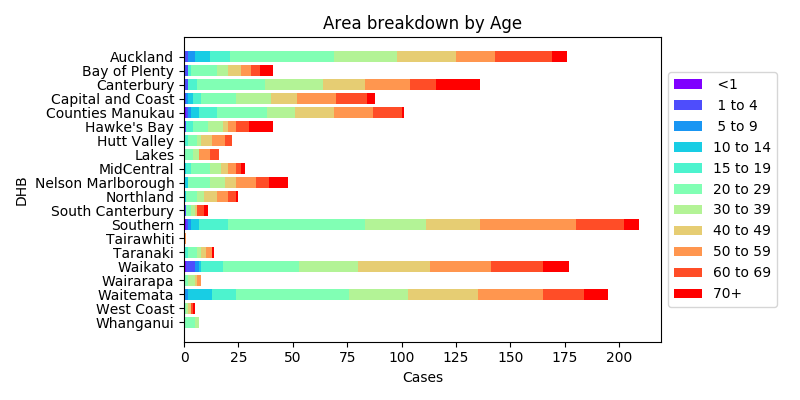 Area breakdown by Age
DHB
Auckland
Bay of Plenty
Canterbury
Capital and Coast
Counties Manukau
Hawke's Bay
Hutt Valley
Lakes
MidCentral
Nelson Marlborough
Northland
South Canterbury
Southern
Tairawhiti
Taranaki
Waikato
Wairarapa
Waitemata
West Coast
Whanganui
0 25 50 75 100 125 150 175 200
Cases
<1
1 to 4
5 to 9
10 to 14
15 to 19
20 to 29
30 to 39
40 to 49
50 to 59
60 to 69
70+